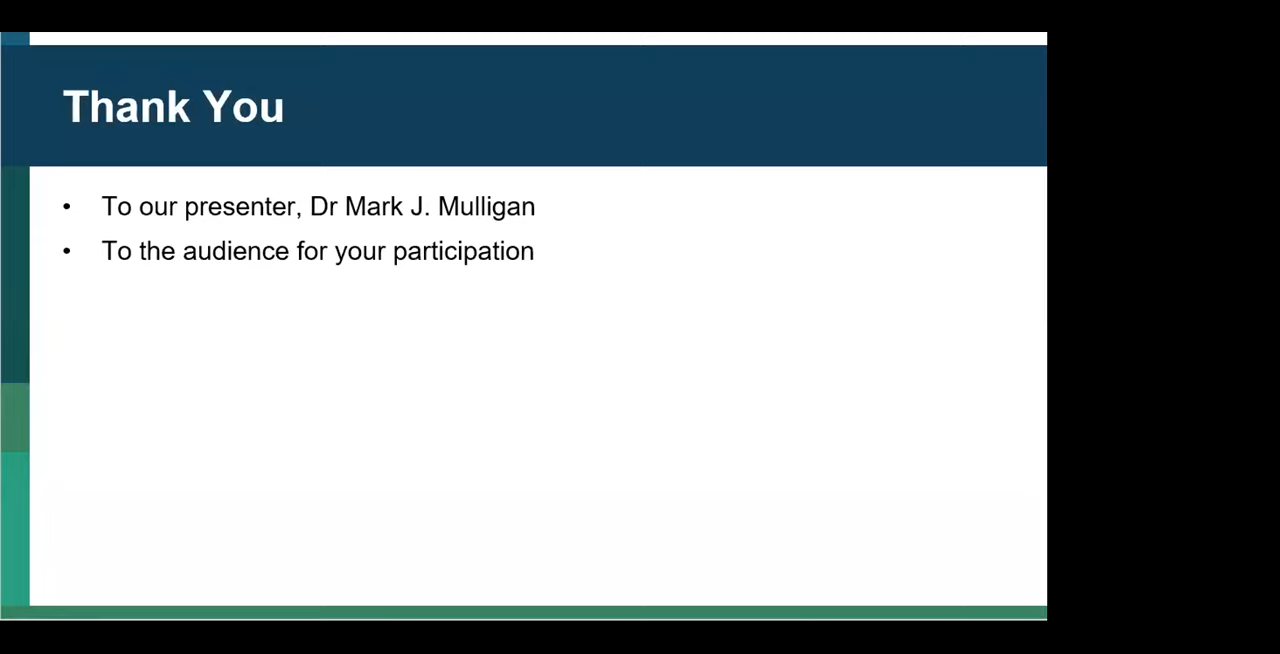 Thank You
• To our presenter, Dr Mark J. Mulligan
• To the audience for your participation